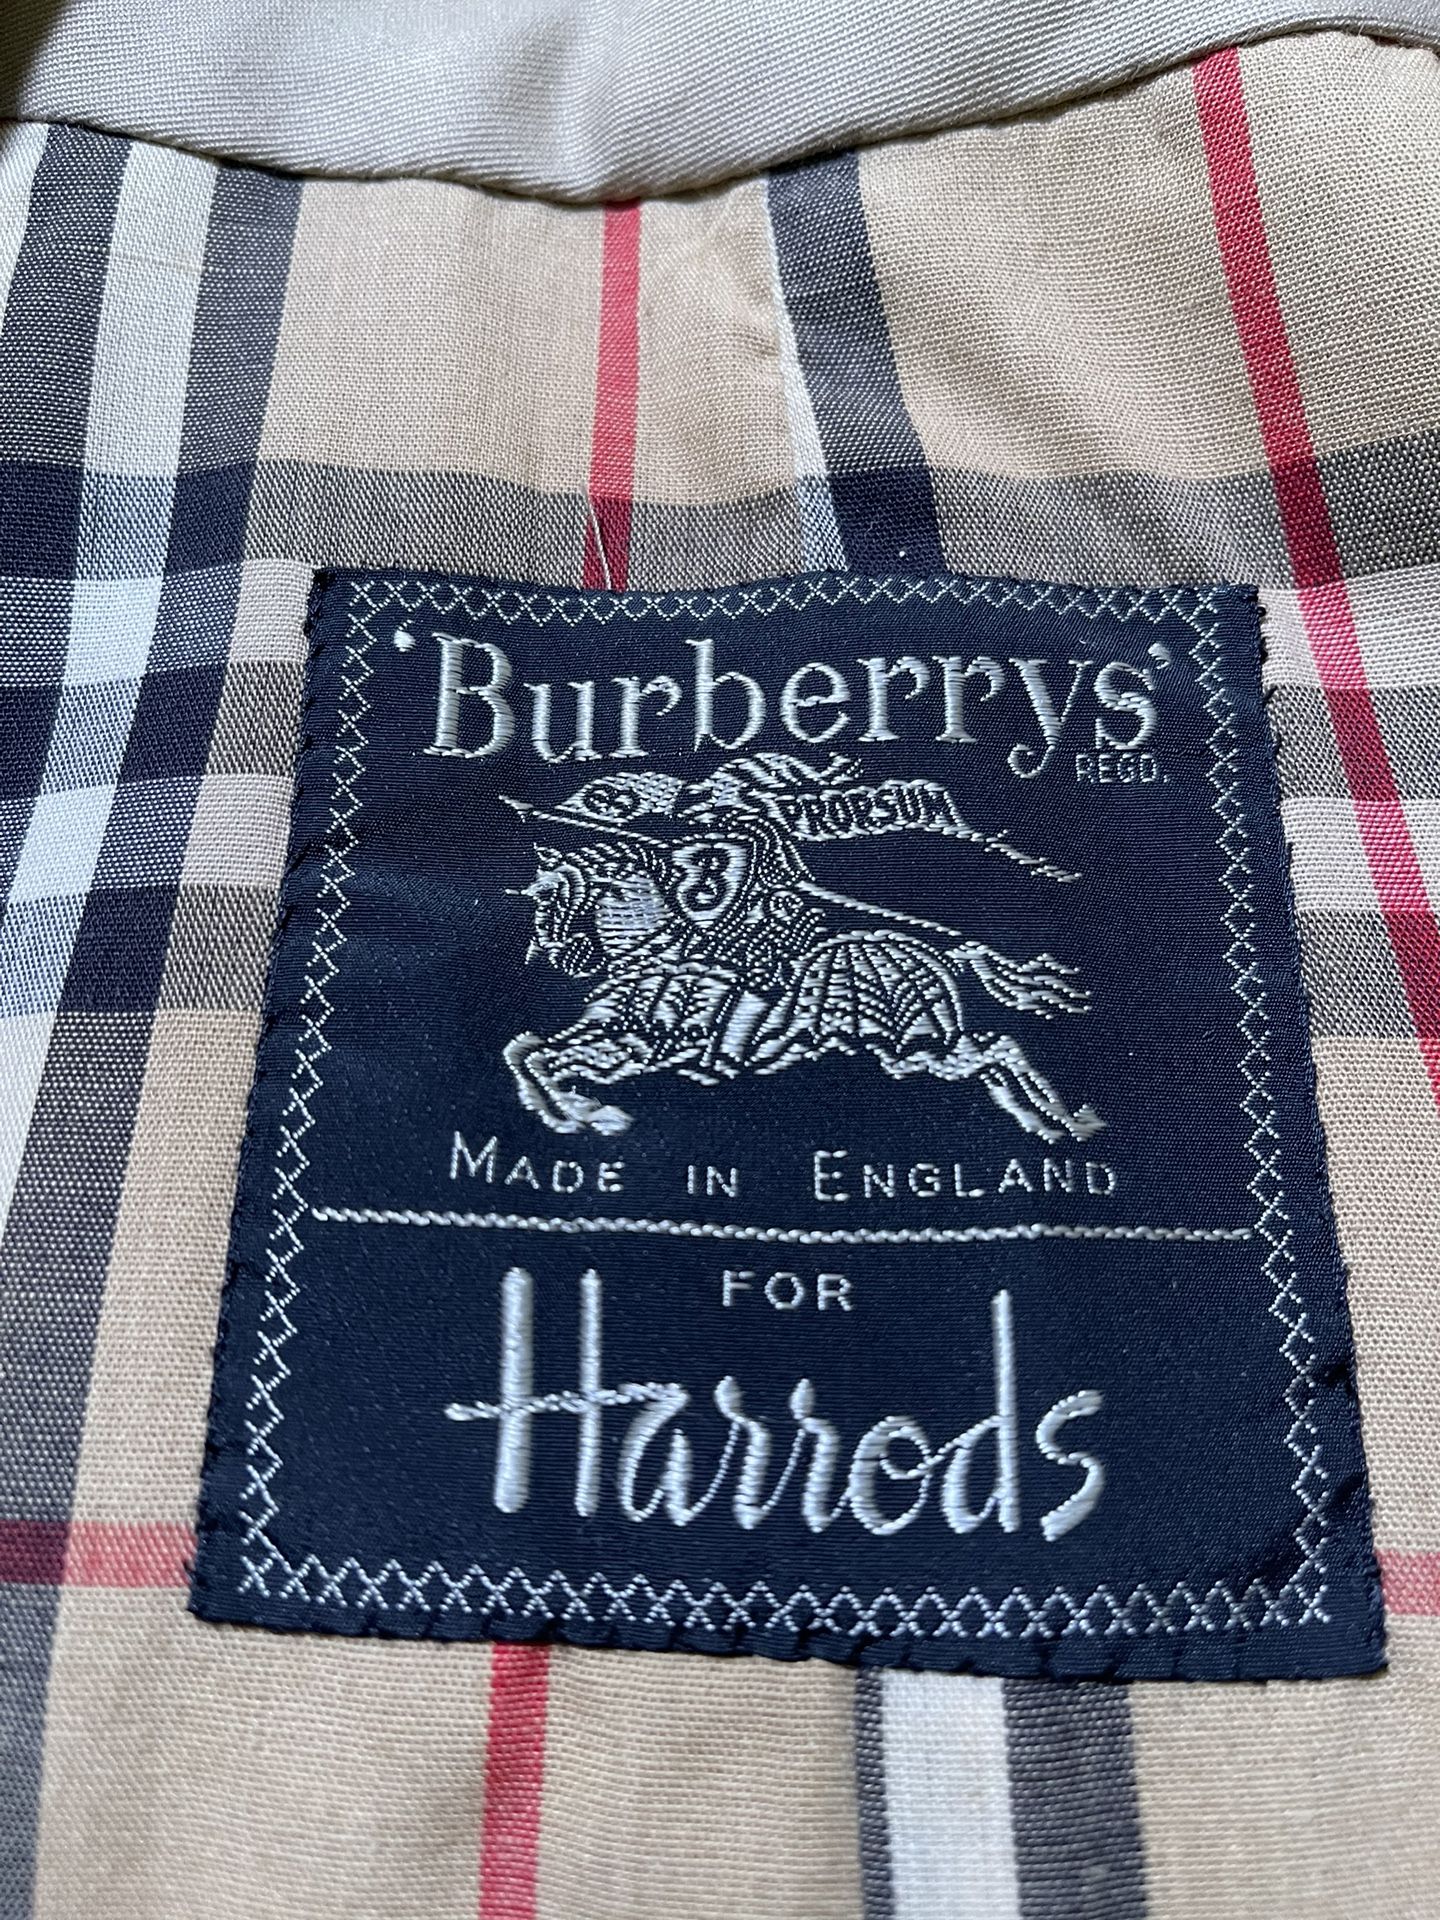 ‘Burberrys’
REGD.
PRORSUM
B
MADE IN ENGLAND
FOR
Harrods